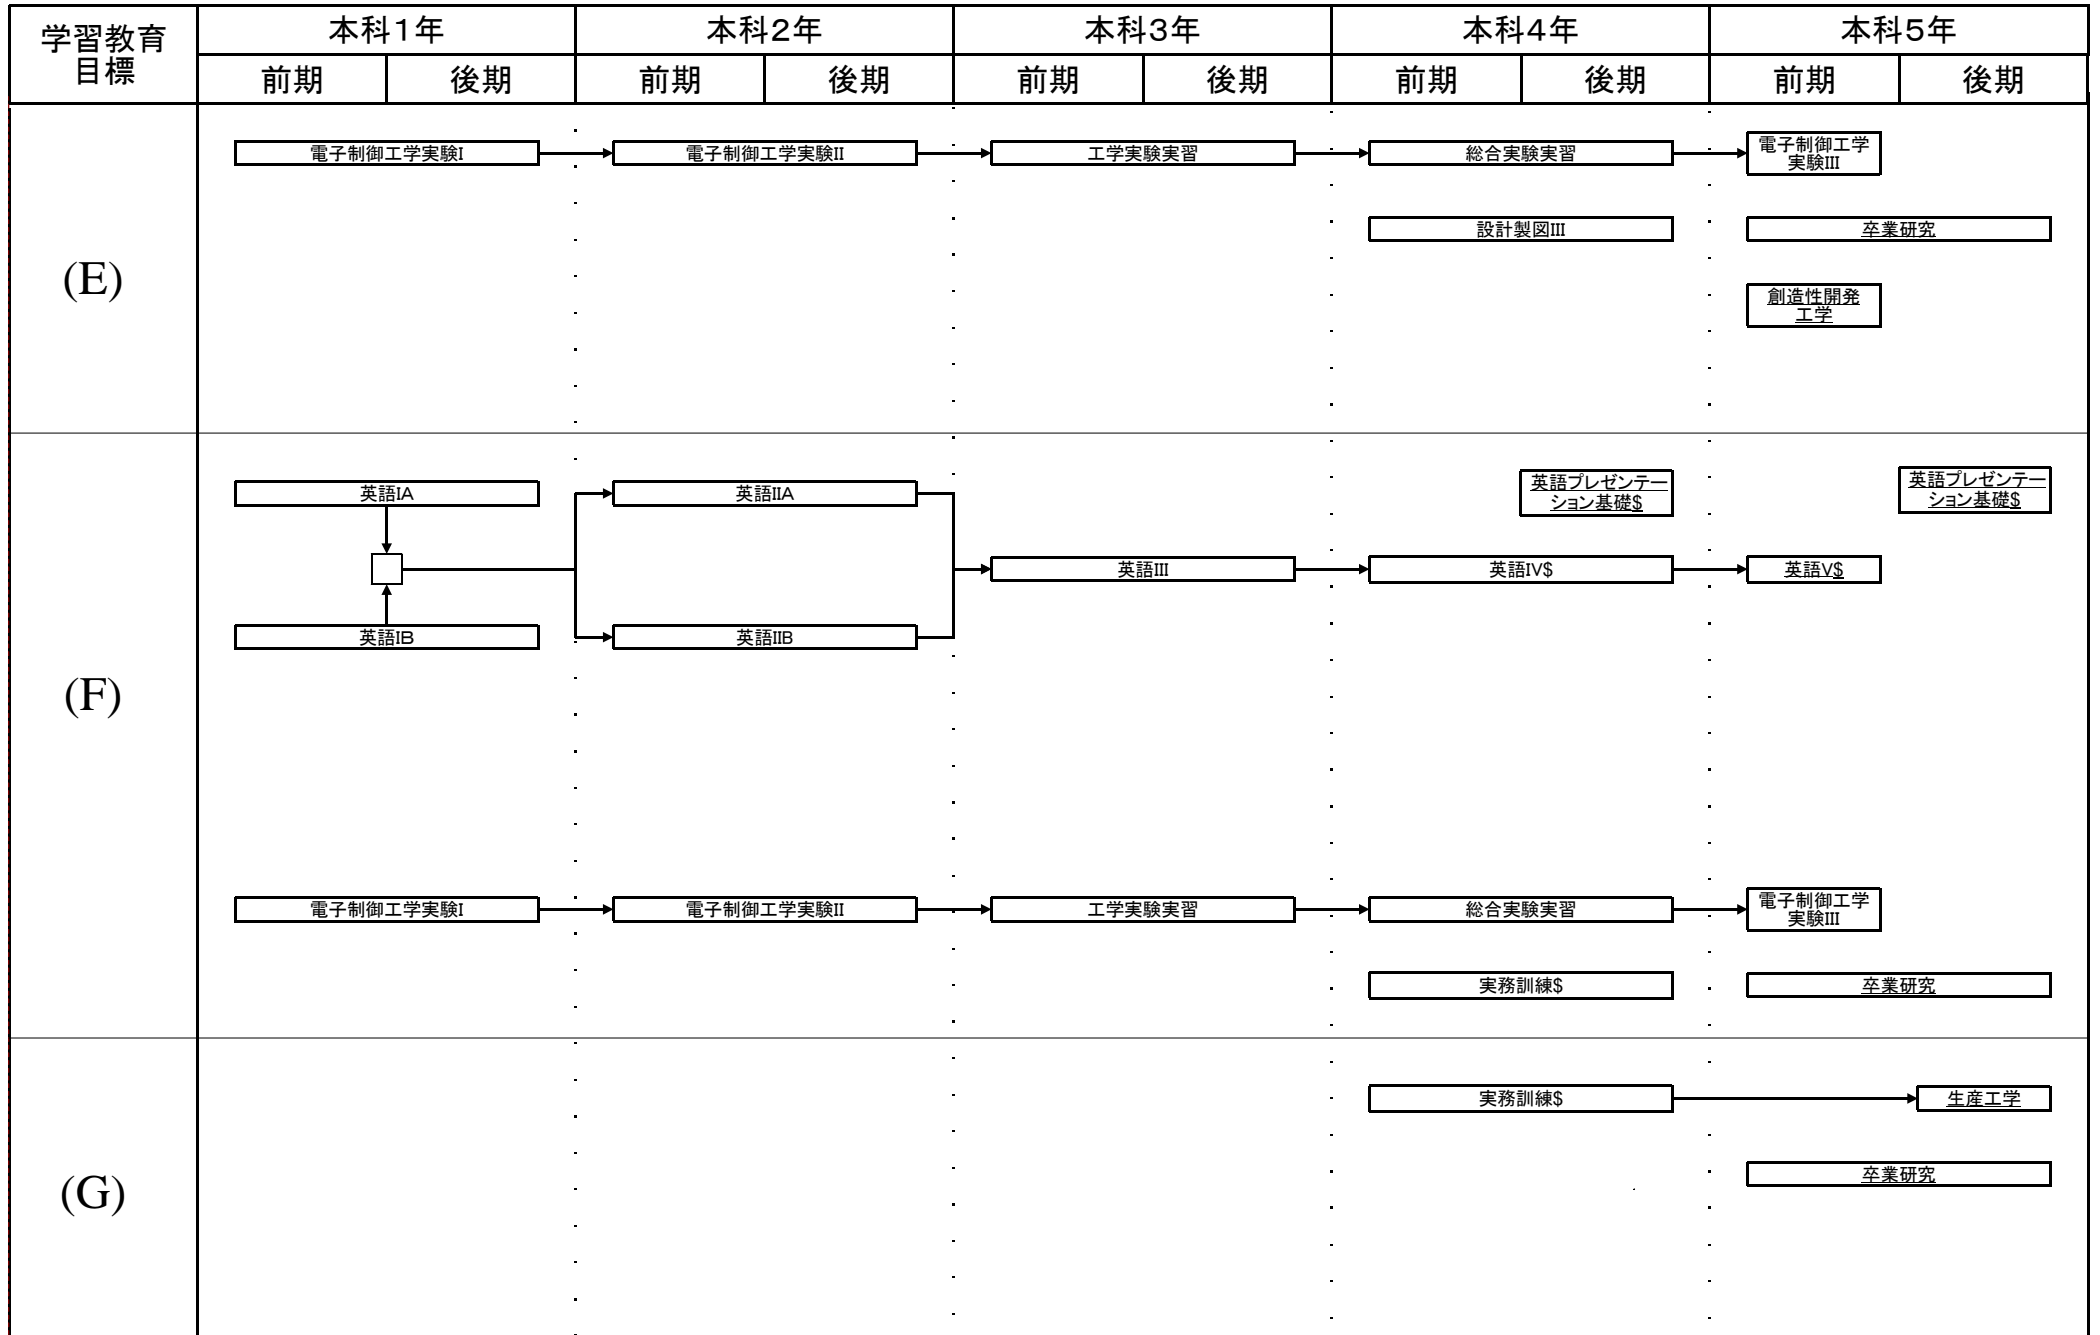 学習教育
目標
本科1年
本科2年
本科3年
本科4年
本科5年
前期
後期
前期
後期
前期
後期
前期
後期
前期
後期
(E)
電子制御工学実験I
電子制御工学実験II
工学実験実習
総合実験実習
電子制御工学
実験III
設計製図III
卒業研究
創造性開発
工学
(F)
英語IA
英語IIA
英語プレゼンテー
ション基礎$
英語プレゼンテー
ション基礎$
英語III
英語IV$
英語V$
英語IB
英語IIB
電子制御工学実験I
電子制御工学実験II
工学実験実習
総合実験実習
電子制御工学
実験III
実務訓練$
卒業研究
(G)
実務訓練$
生産工学
卒業研究